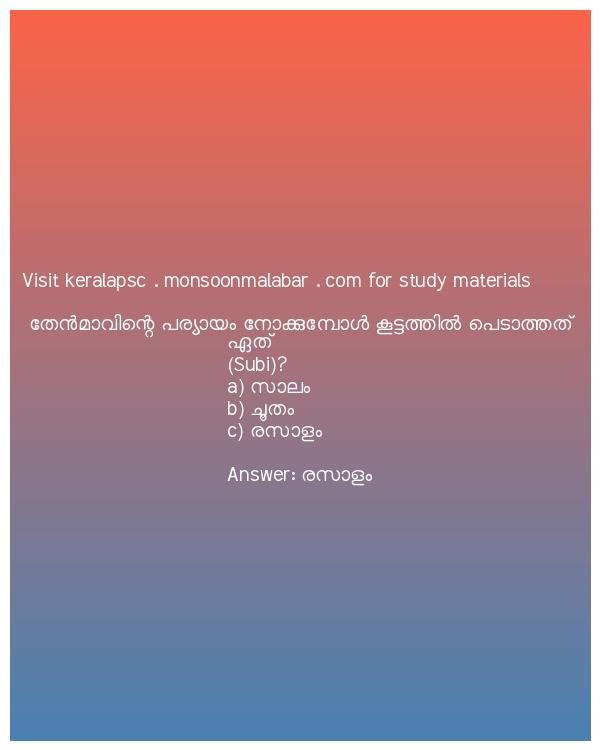 Visit keralapsc . monsoonmalabar . com for study materials
തേൻമാവിന്റെ പര്യായം നോക്കുമ്പോൾ കൂട്ടത്തിൽ പെടാത്തത്
ഏത്
(Subi)?
a) സാലം
b) ചൂതം
c) രസാളം
Answer: രസാളം